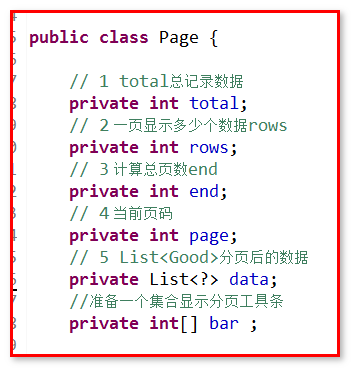 public class Page {
// 1 total总记录数据
private int total;
// 2 一页显示多少个数据rows
private int rows;
// 3 计算总页数end
private int end;
// 4 当前页码
private int page;
// 5 List<Good>分页后的数据
private List<?> data;
//准备一个集合显示分页工具条
private int[] bar ;